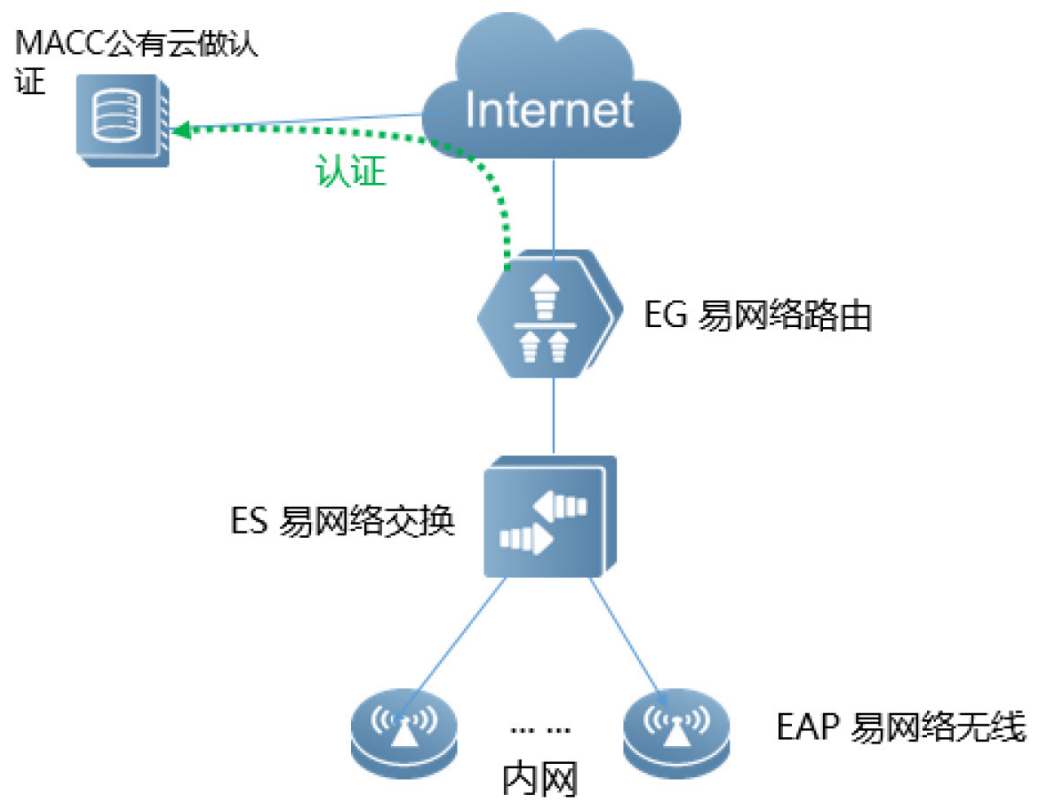 MACC公有云做认
证
Internet
认证
EG 易网络路由
ES 易网络交换
... ...
EAP 易网络无线
内网